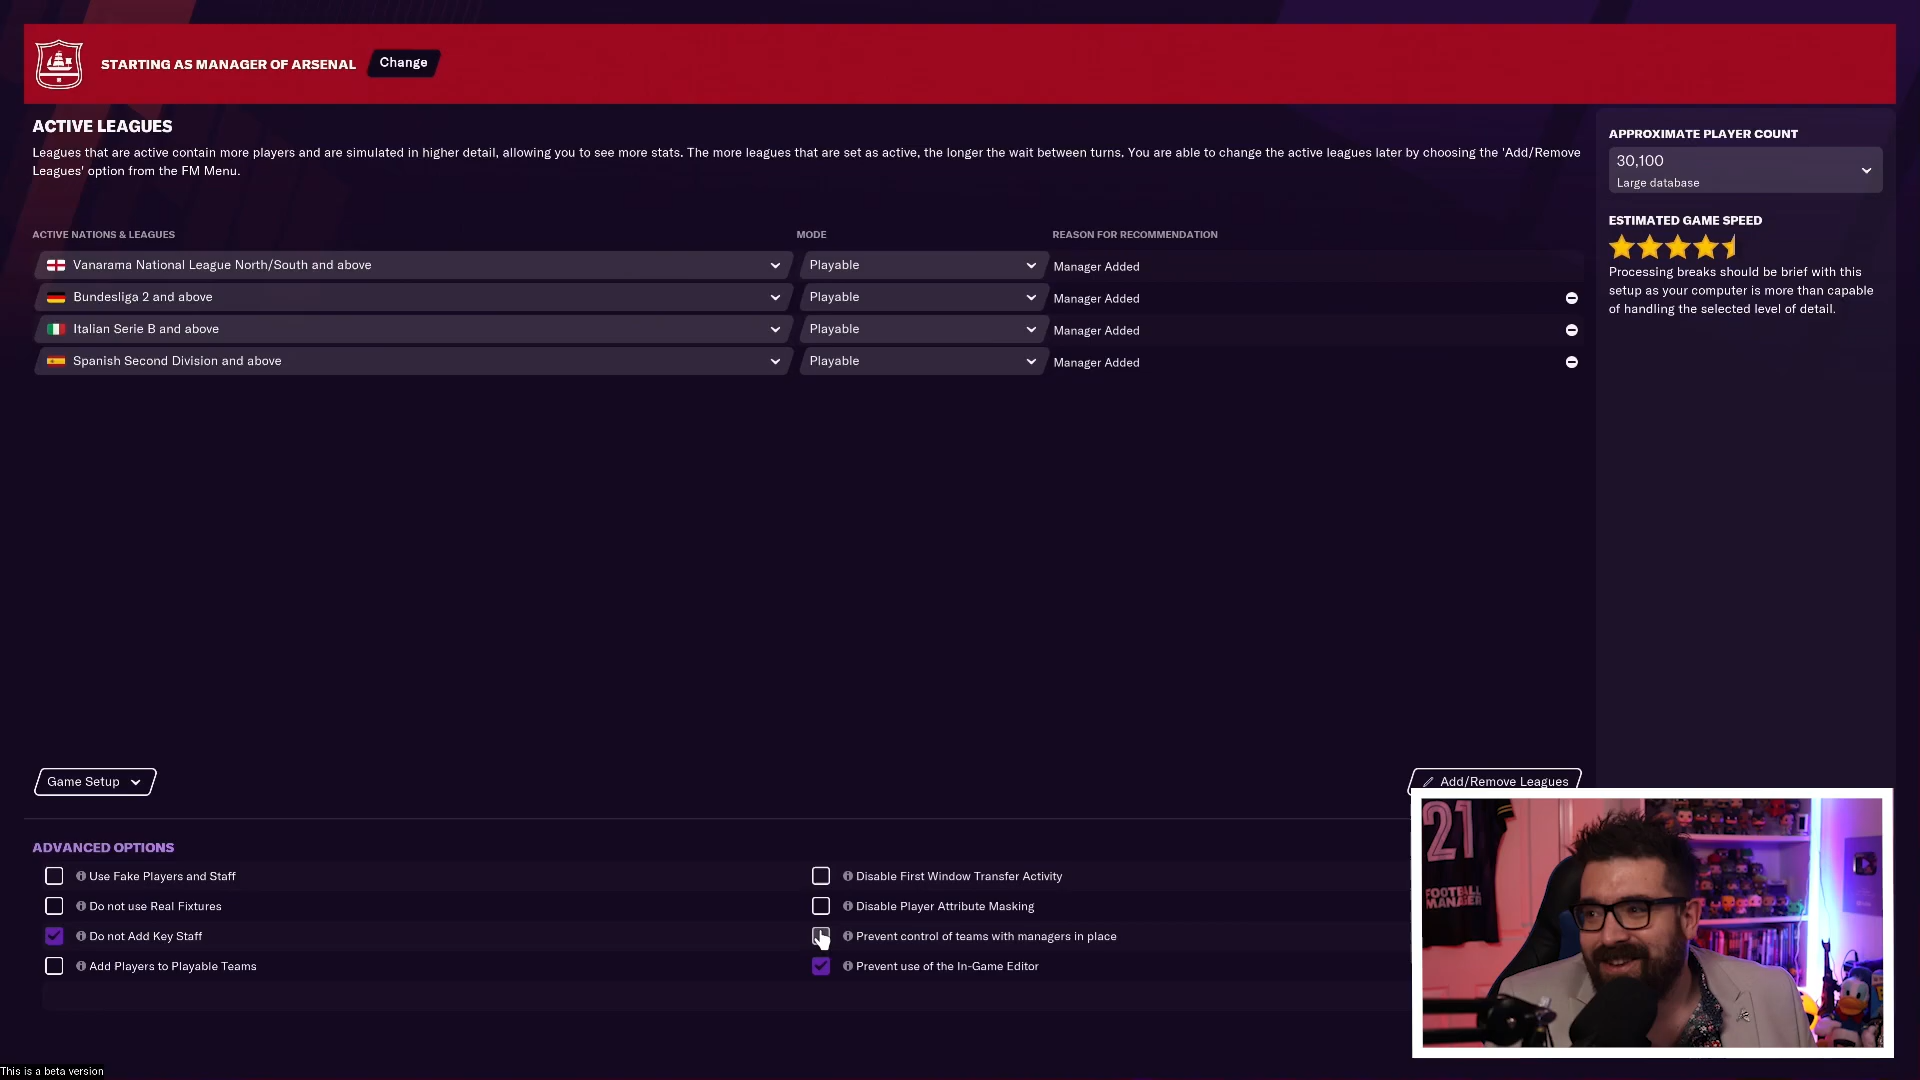 STARTING AS MANAGER OF ARSENAL
Change
ACTIVE LEAGUES
Leagues that are active contain more players and are simulated in higher detail, allowing you to see more stats. The more leagues that are set as active, the longer the wait between turns. You are able to change the active leagues later by choosing the 'Add/Remove
Leagues' option from the FM Menu.
ACTIVE NATIONS & LEAGUES MODE REASON FOR RECOMMENDATION
Vanarama National League North/South and above Playable Manager Added
Bundesliga 2 and above Playable Manager Added
Italian Serie B and above Playable Manager Added
Spanish Second Division and above Playable Manager Added
APPROXIMATE PLAYER COUNT
30,100
Large database
ESTIMATED GAME SPEED
Processing breaks should be brief with this
setup as your computer is more than capable
of handling the selected level of detail.
Game Setup
Add/Remove Leagues
ADVANCED OPTIONS
Use Fake Players and Staff
Do not use Real Fixtures
Do not Add Key Staff
Add Players to Playable Teams
Disable First Window Transfer Activity
Disable Player Attribute Masking
Prevent control of teams with managers in place
Prevent use of the In-Game Editor
21
FOOTBALL
MANAGER
This is a beta version